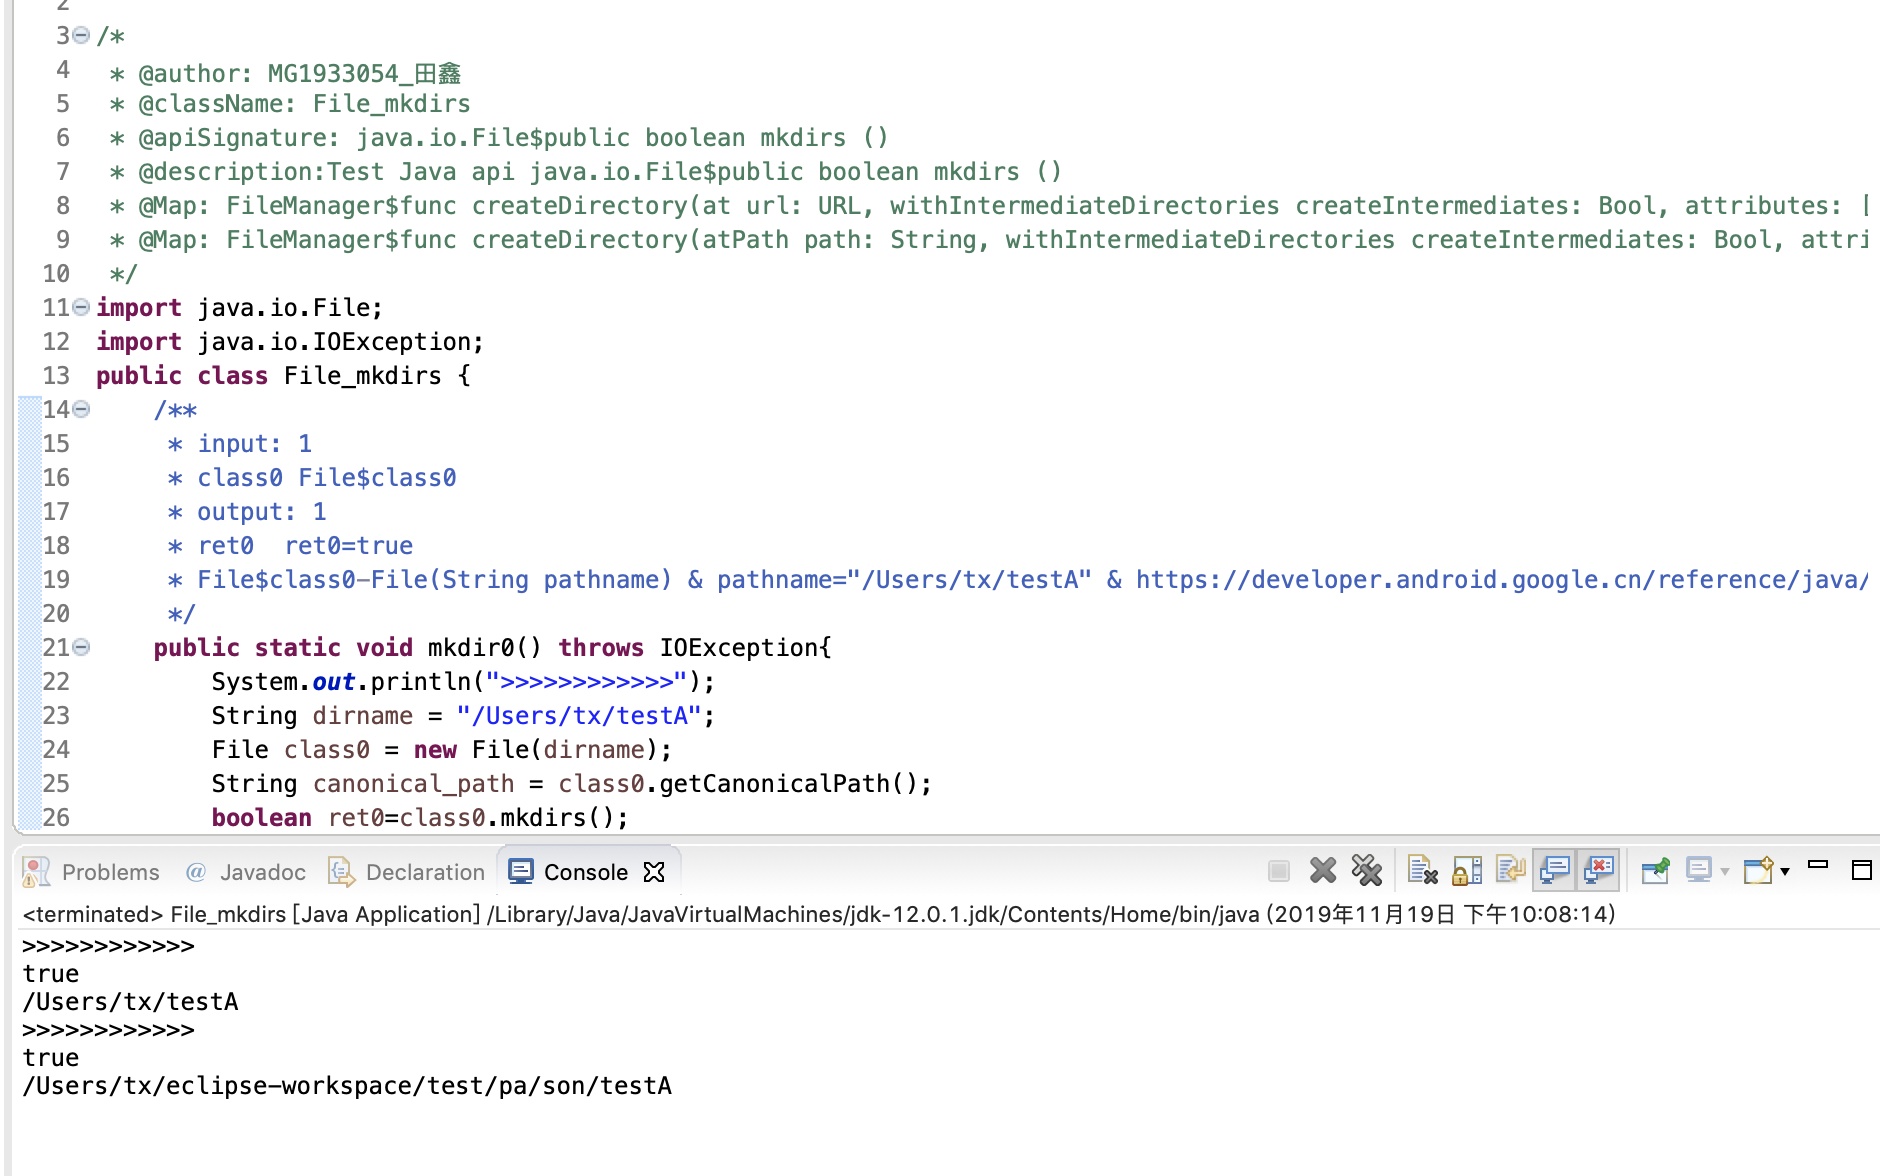 2
3 /*
4 * @author: MG1933054_田鑫
5 * @className: File_mkdirs
6 * @apiSignature: java.io.File$public boolean mkdirs ()
7 * @description:Test Java api java.io.File$public boolean mkdirs ()
8 * @Map: FileManager$func createDirectory(at url: URL, withIntermediateDirectories createIntermediates: Bool, attributes: [
9 * @Map: FileManager$func createDirectory(atPath path: String, withIntermediateDirectories createIntermediates: Bool, attri
10 */
11 import java.io.File;
12 import java.io.IOException;
13 public class File_mkdirs {
14 /**
15 * input: 1
16 * class0 File$class0
17 * output: 1
18 * ret0  ret0=true
19 * File$class0-File(String pathname) & pathname="/Users/tx/testA" & https://developer.android.google.cn/reference/java/
20 */
21 public static void mkdir0() throws IOException{
22 System.out.println(">>>>>>>>>>>>");
23 String dirname = "/Users/tx/testA";
24 File class0 = new File(dirname);
25 String canonical_path = class0.getCanonicalPath();
26 boolean ret0=class0.mkdirs();
Problems @ Javadoc Declaration Console
<terminated> File_mkdirs [Java Application] /Library/Java/JavaVirtualMachines/jdk-12.0.1.jdk/Contents/Home/bin/java (2019年11月19日 下午10:08:14)
>>>>>>>>>>>>
true
/Users/tx/testA
>>>>>>>>>>>>
true
/Users/tx/eclipse-workspace/test/pa/son/testA